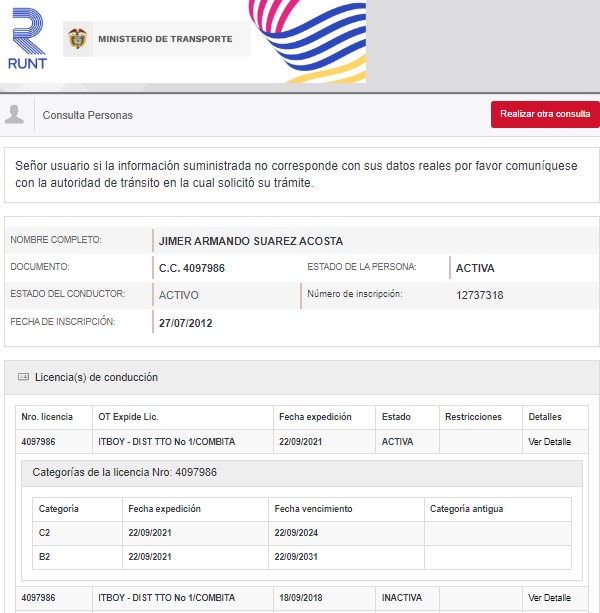 RUNT
MINISTERIO DE TRANSPORTE
Consulta Personas
Realizar otra consulta
Señor usuario si la información suministrada no corresponde con sus datos reales por favor comuníquese
con la autoridad de tránsito en la cual solicitó su trámite.
NOMBRE COMPLETO: JIMER ARMANDO SUAREZ ACOSTA
DOCUMENTO: C.C. 4097986 ESTADO DE LA PERSONA: ACTIVA
ESTADO DEL CONDUCTOR: ACTIVO Número de inscripción: 12737318
FECHA DE INSCRIPCIÓN: 27/07/2012
Licencia(s) de conducción
Nro. licencia OT Expide Lic. Fecha expedición Estado Restricciones Detalles
4097986 ITBOY - DIST TTO No 1/COMBITA 22/09/2021 ACTIVA Ver Detalle
Categorías de la licencia Nro: 4097986
Categoría Fecha expedición Fecha vencimiento Categoría antigua
C2 22/09/2021 22/09/2024
B2 22/09/2021 22/09/2031
4097986 ITBOY - DIST TTO No 1/COMBITA 18/09/2018 INACTIVA Ver Detalle